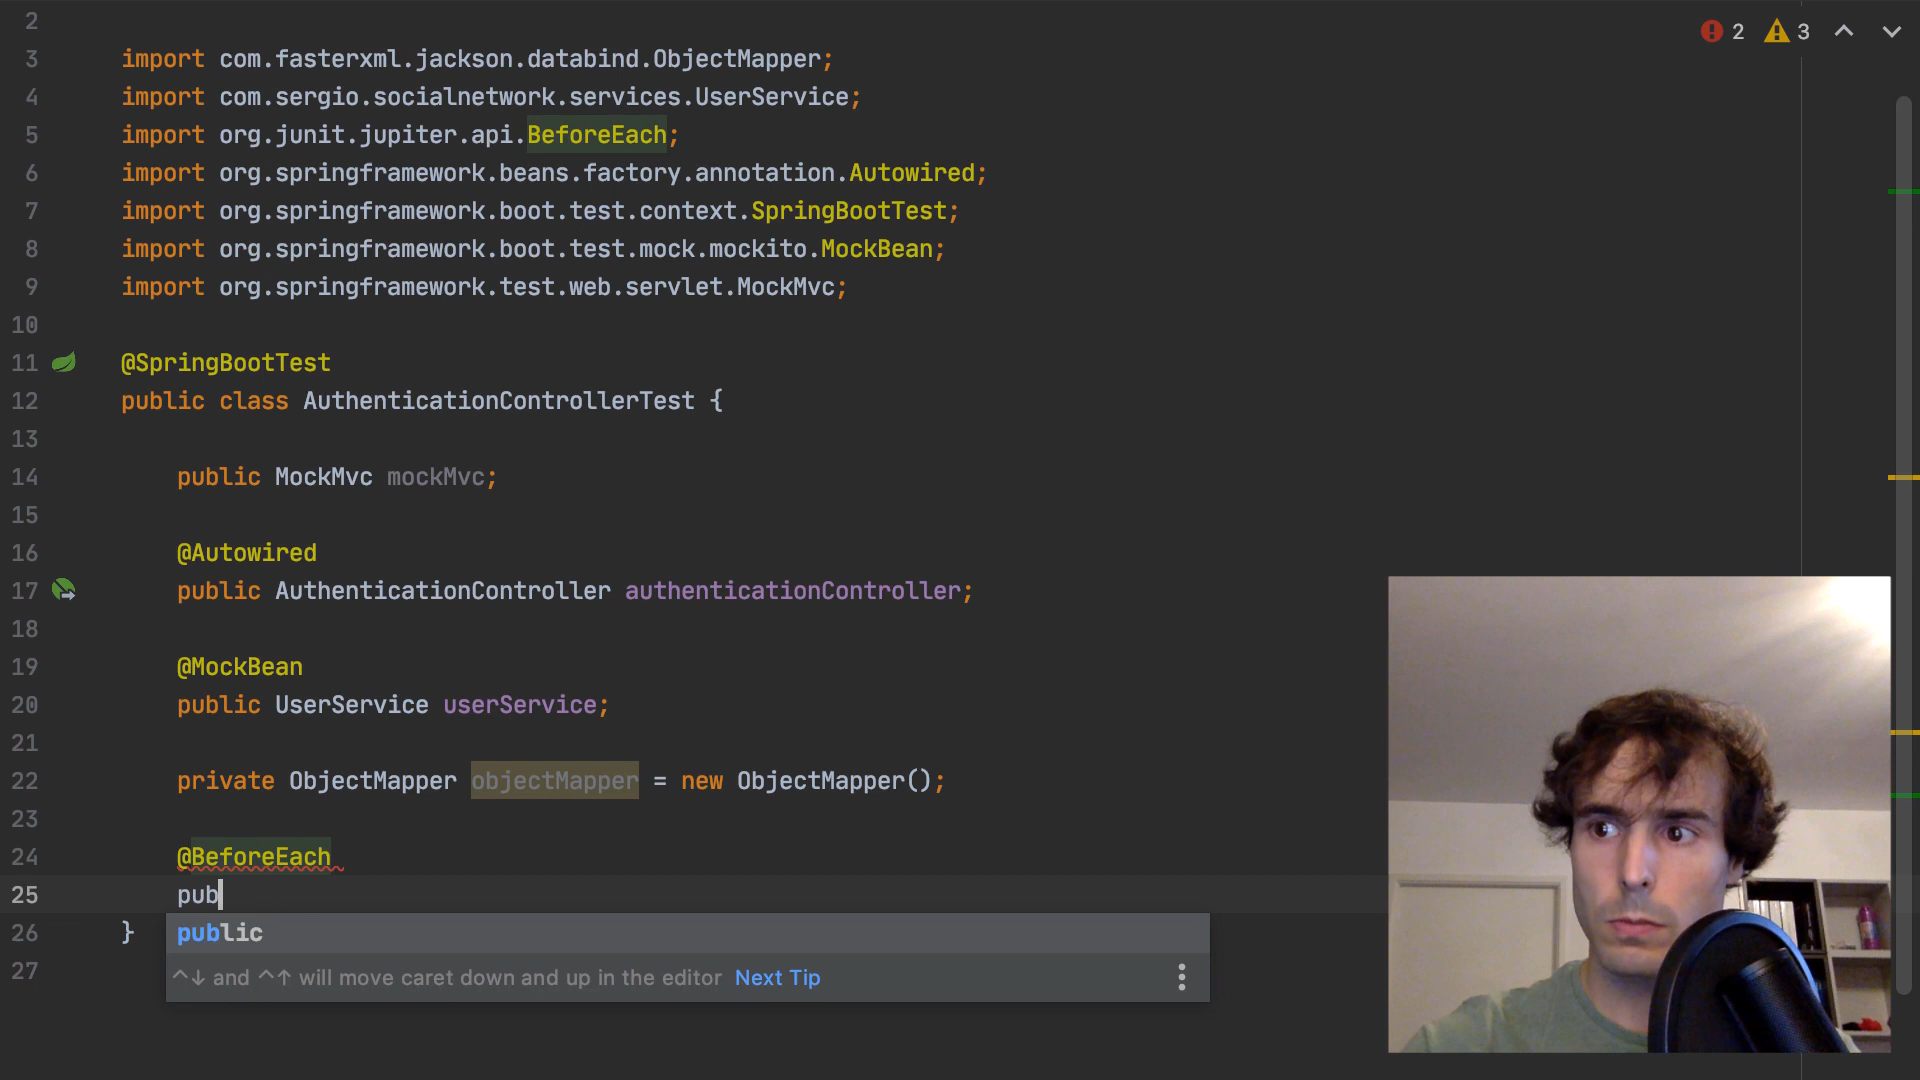 2
2 3
3 import com.fasterxml.jackson.databind.ObjectMapper;
4 import com.sergio.socialnetwork.services.UserService;
5 import org.junit.jupiter.api.BeforeEach;
6 import org.springframework.beans.factory.annotation.Autowired;
7 import org.springframework.boot.test.context.SpringBootTest;
8 import org.springframework.boot.test.mock.mockito.MockBean;
9 import org.springframework.test.web.servlet.MockMvc;
10
11 @SpringBootTest
12 public class AuthenticationControllerTest {
13
14 public MockMvc mockMvc;
15
16 @Autowired
17 public AuthenticationController authenticationController;
18
19 @MockBean
20 public UserService userService;
21
22 private ObjectMapper objectMapper = new ObjectMapper();
23
24 @BeforeEach
25 pub
26 }
public
27
^↓ and ^↑ will move caret down and up in the editor Next Tip